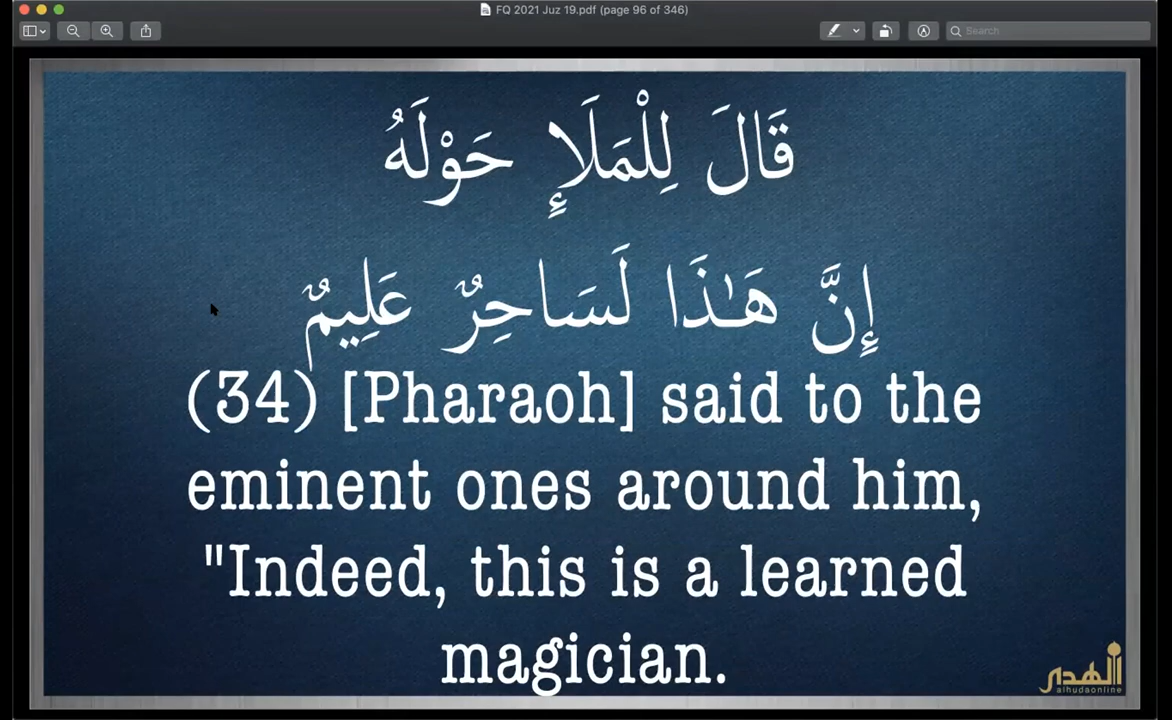 FQ 2021 Juz 19.pdf (page 96 of 346)
Search
قَالَ لِلْمَلَإِ حَوْلَهُ
إِنَّ هَٰذَا لَسَاحِرٌ عَلِيمٌ
(34) [Pharaoh] said to the
eminent ones around him,
"Indeed, this is a learned
magician.
الهدى
alhudaonline